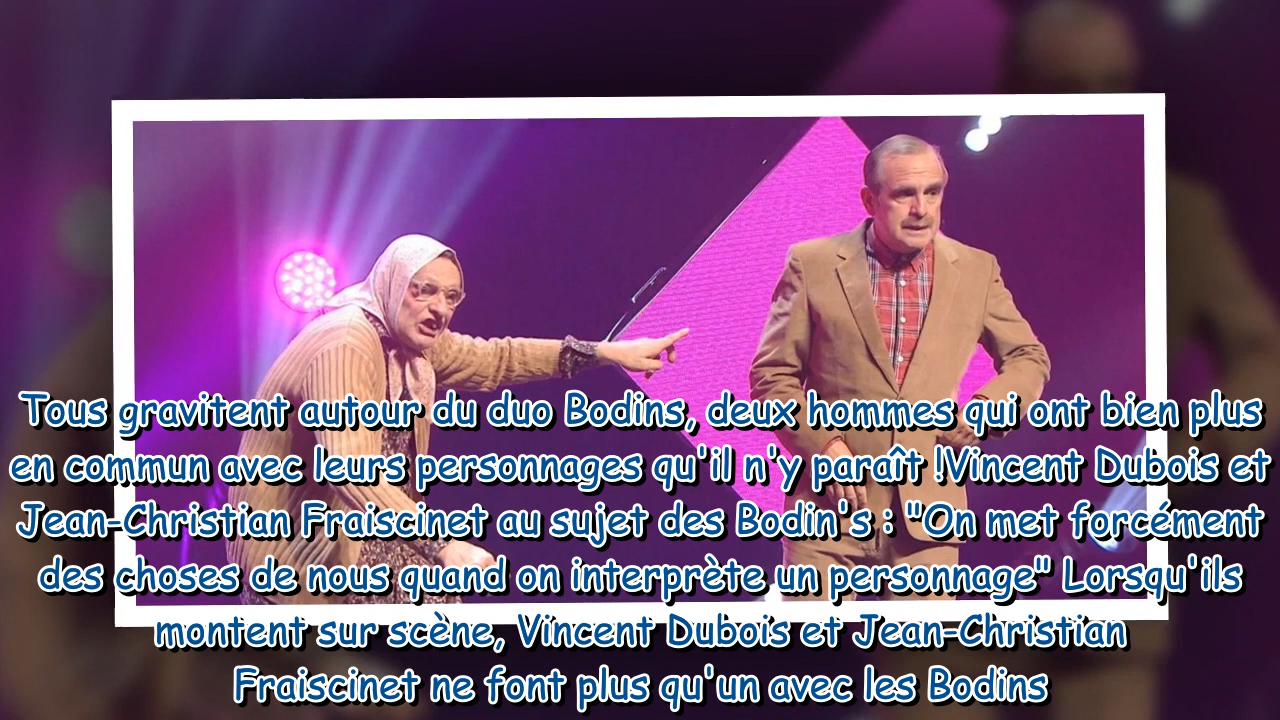 Tous gravitent autour du duo Bodins, deux hommes qui ont bien plus
en commun avec leurs personnages qu'il n'y paraît !Vincent Dubois et
Jean-Christian Fraiscinet au sujet des Bodin's : "On met forcément
des choses de nous quand on interprète un personnage" Lorsqu'ils
montent sur scène, Vincent Dubois et Jean-Christian
Fraiscinet ne font plus qu'un avec les Bodins